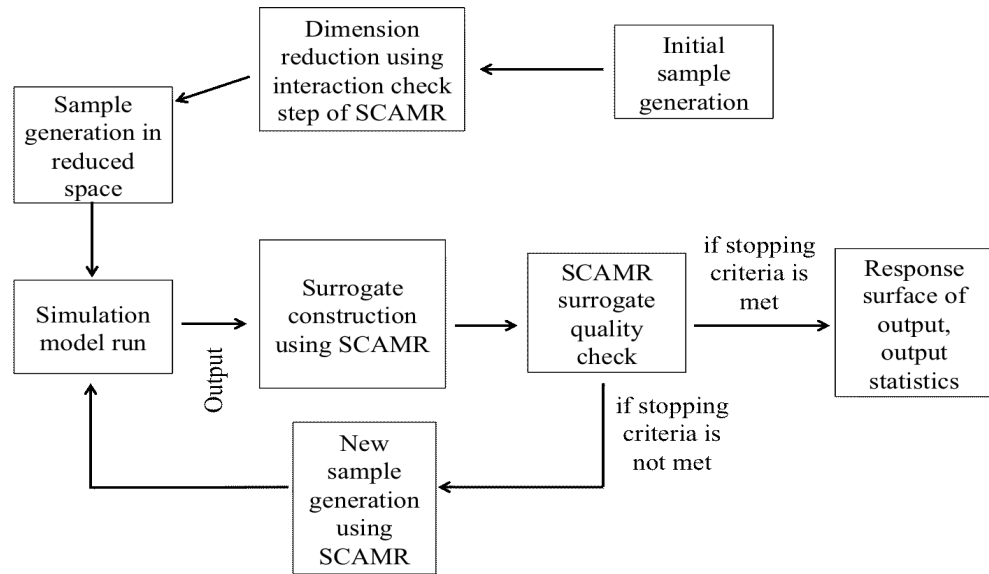 Initial
sample
generation
Dimension
reduction using
interaction check
step of SCAMR
Sample
generation in
reduced
space
Simulation
model run
Output
Surrogate
construction
using SCAMR
SCAMR
surrogate
quality
check
if stopping
criteria is
met
Response
surface of
output,
output
statistics
if stopping
criteria is
not met
New
sample
generation
using
SCAMR